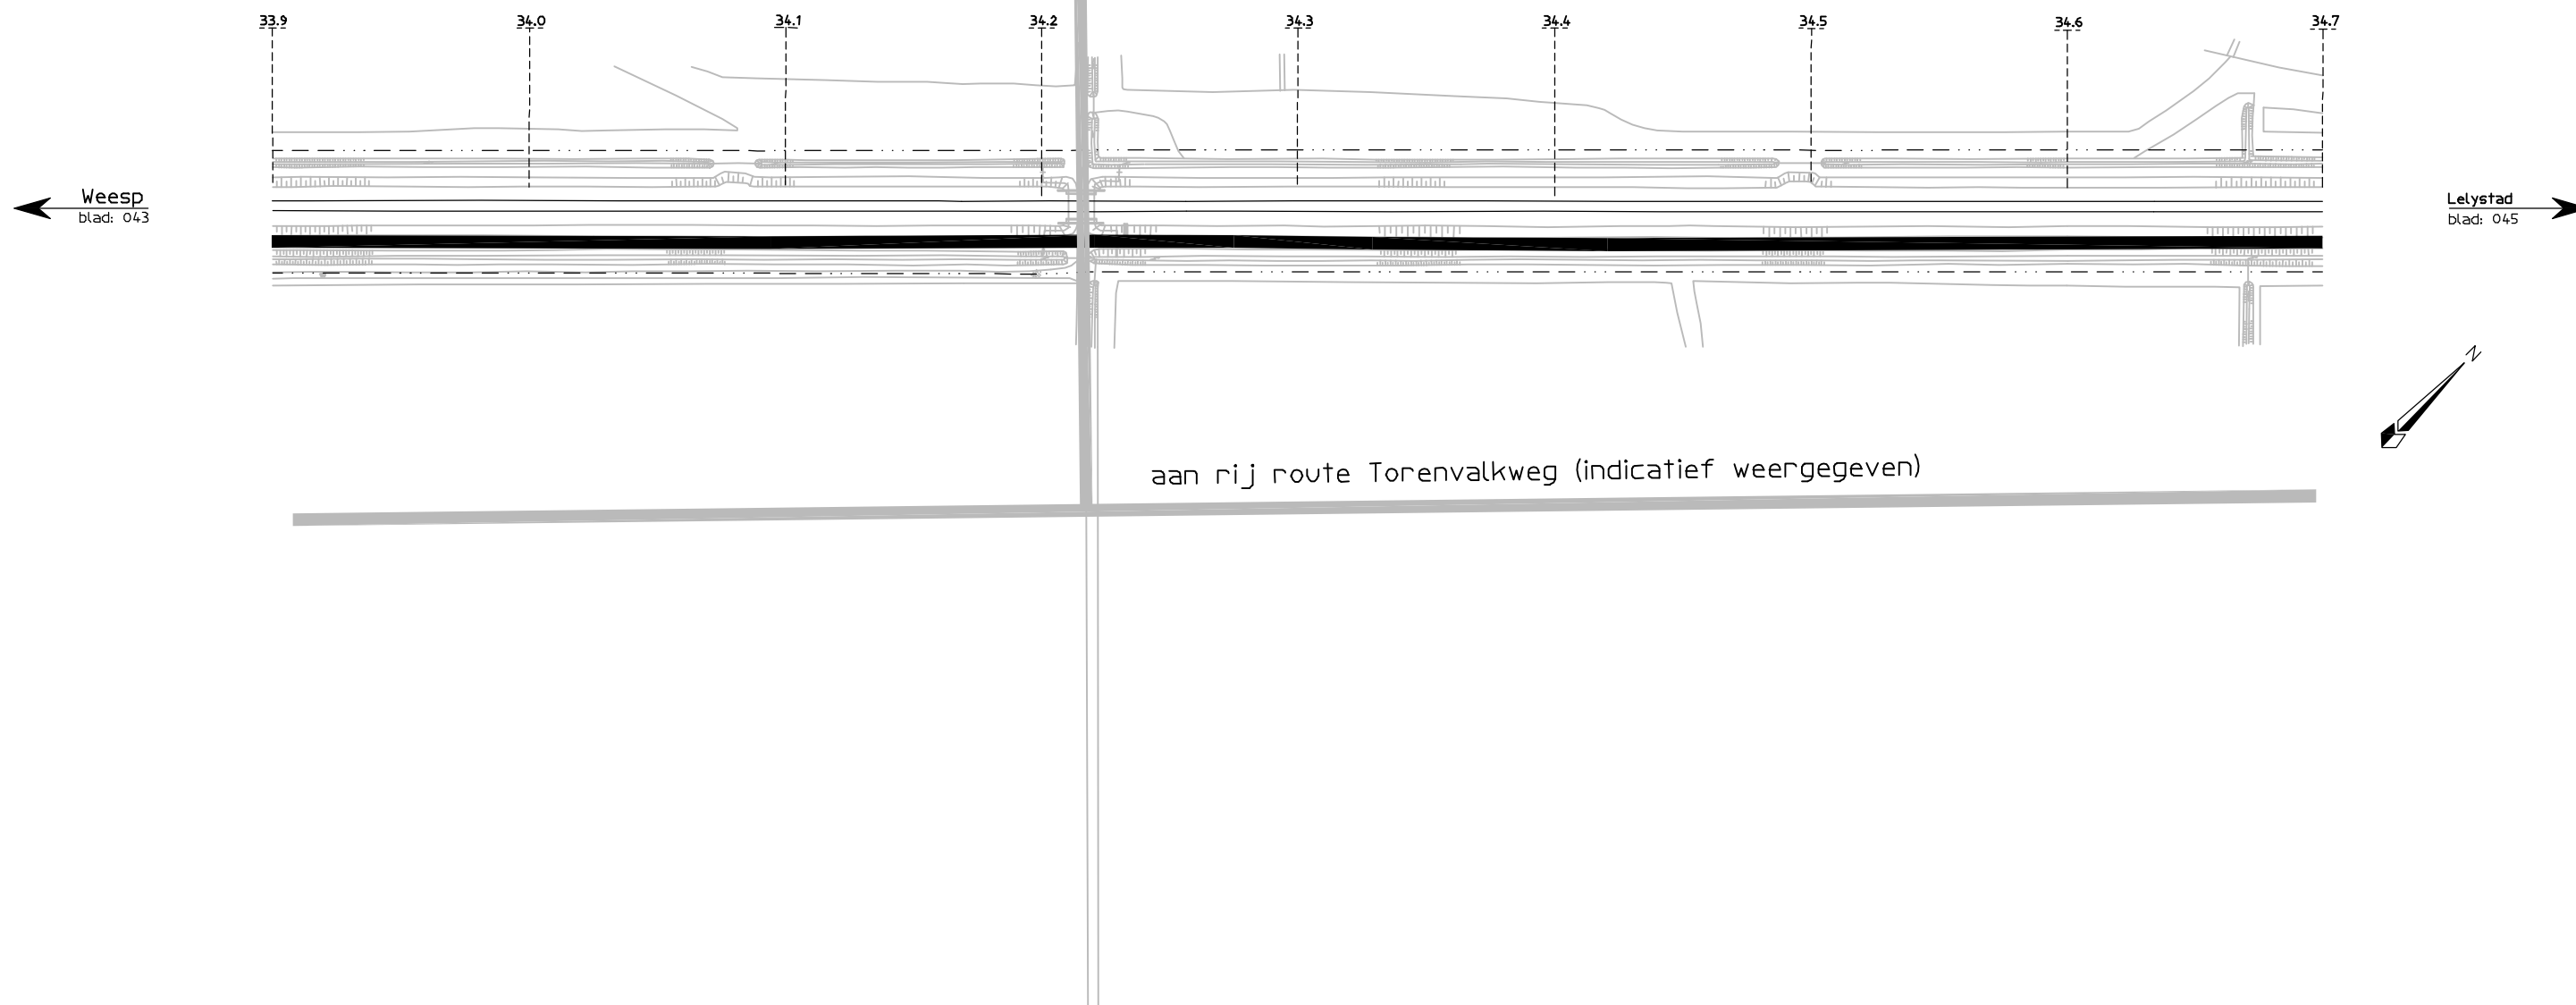 33.9 34.0 34.1 34.2 34.3 34.4 34.5 34.6 34.7
Weesp
blad: 043
Lelystad
blad: 045
N
aan rij route Torenvalkweg (indicatief weergegeven)